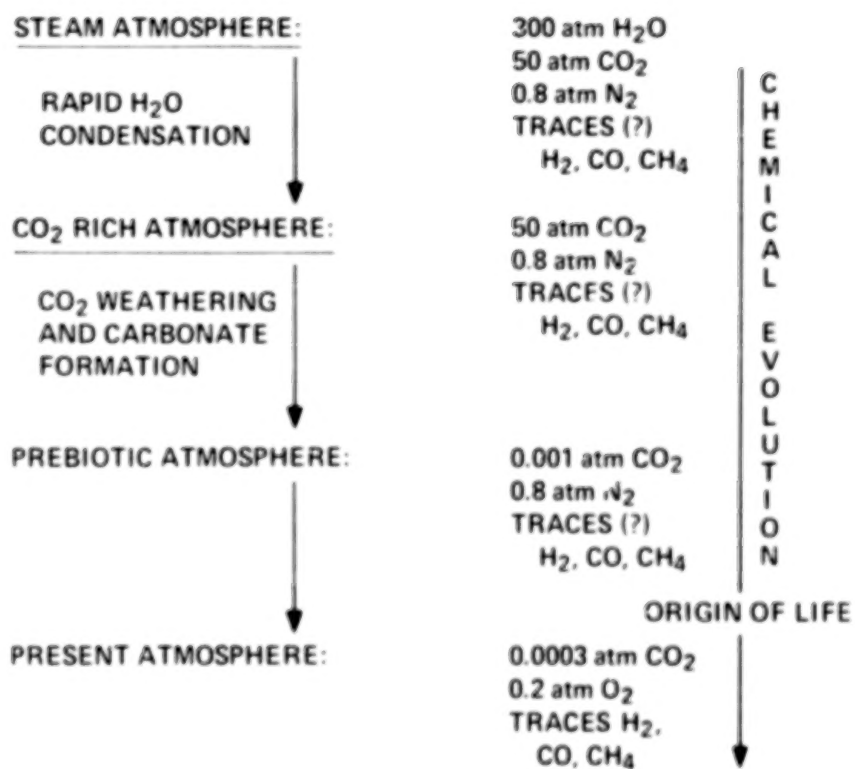 STEAM ATMOSPHERE:
300 atm H₂O
50 atm CO₂
0.8 atm N₂
TRACES (?)
H₂, CO, CH₄
RAPID H₂O
CONDENSATION
CO₂ RICH ATMOSPHERE:
50 atm CO₂
0.8 atm N₂
TRACES (?)
H₂, CO, CH₄
CO₂ WEATHERING
AND CARBONATE
FORMATION
PREBIOTIC ATMOSPHERE:
0.001 atm CO₂
0.8 atm N₂
TRACES (?)
H₂, CO, CH₄
PRESENT ATMOSPHERE:
0.0003 atm CO₂
0.2 atm O₂
TRACES H₂,
CO, CH₄
CHEMICAL EVOLUTION
ORIGIN OF LIFE